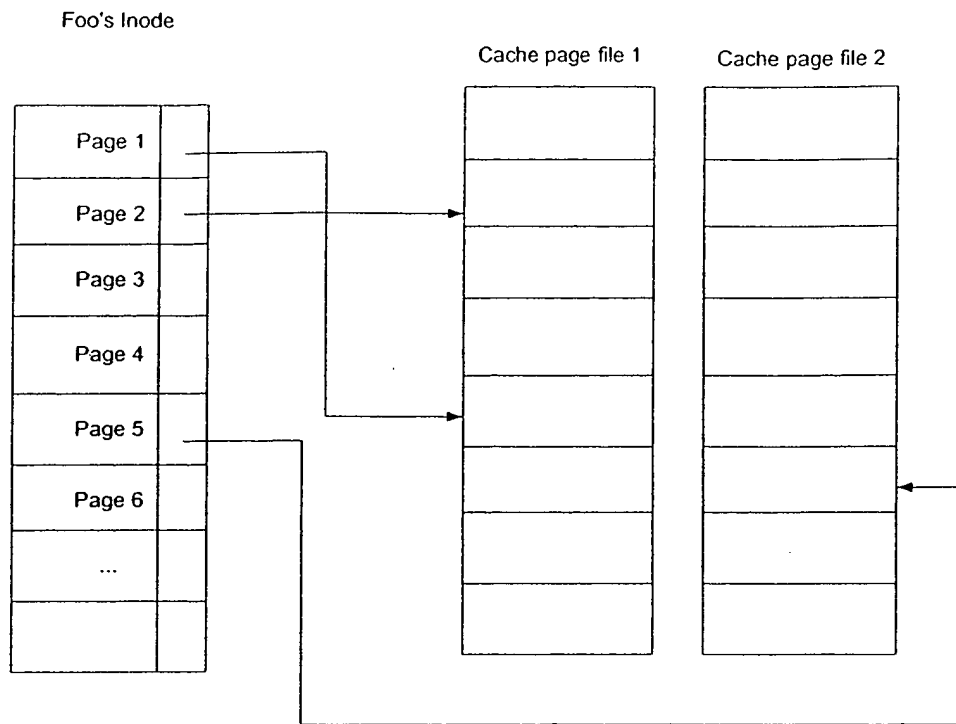 Foo's Inode
Cache page file 1
Cache page file 2
Page 1
Page 2
Page 3
Page 4
Page 5
Page 6
...